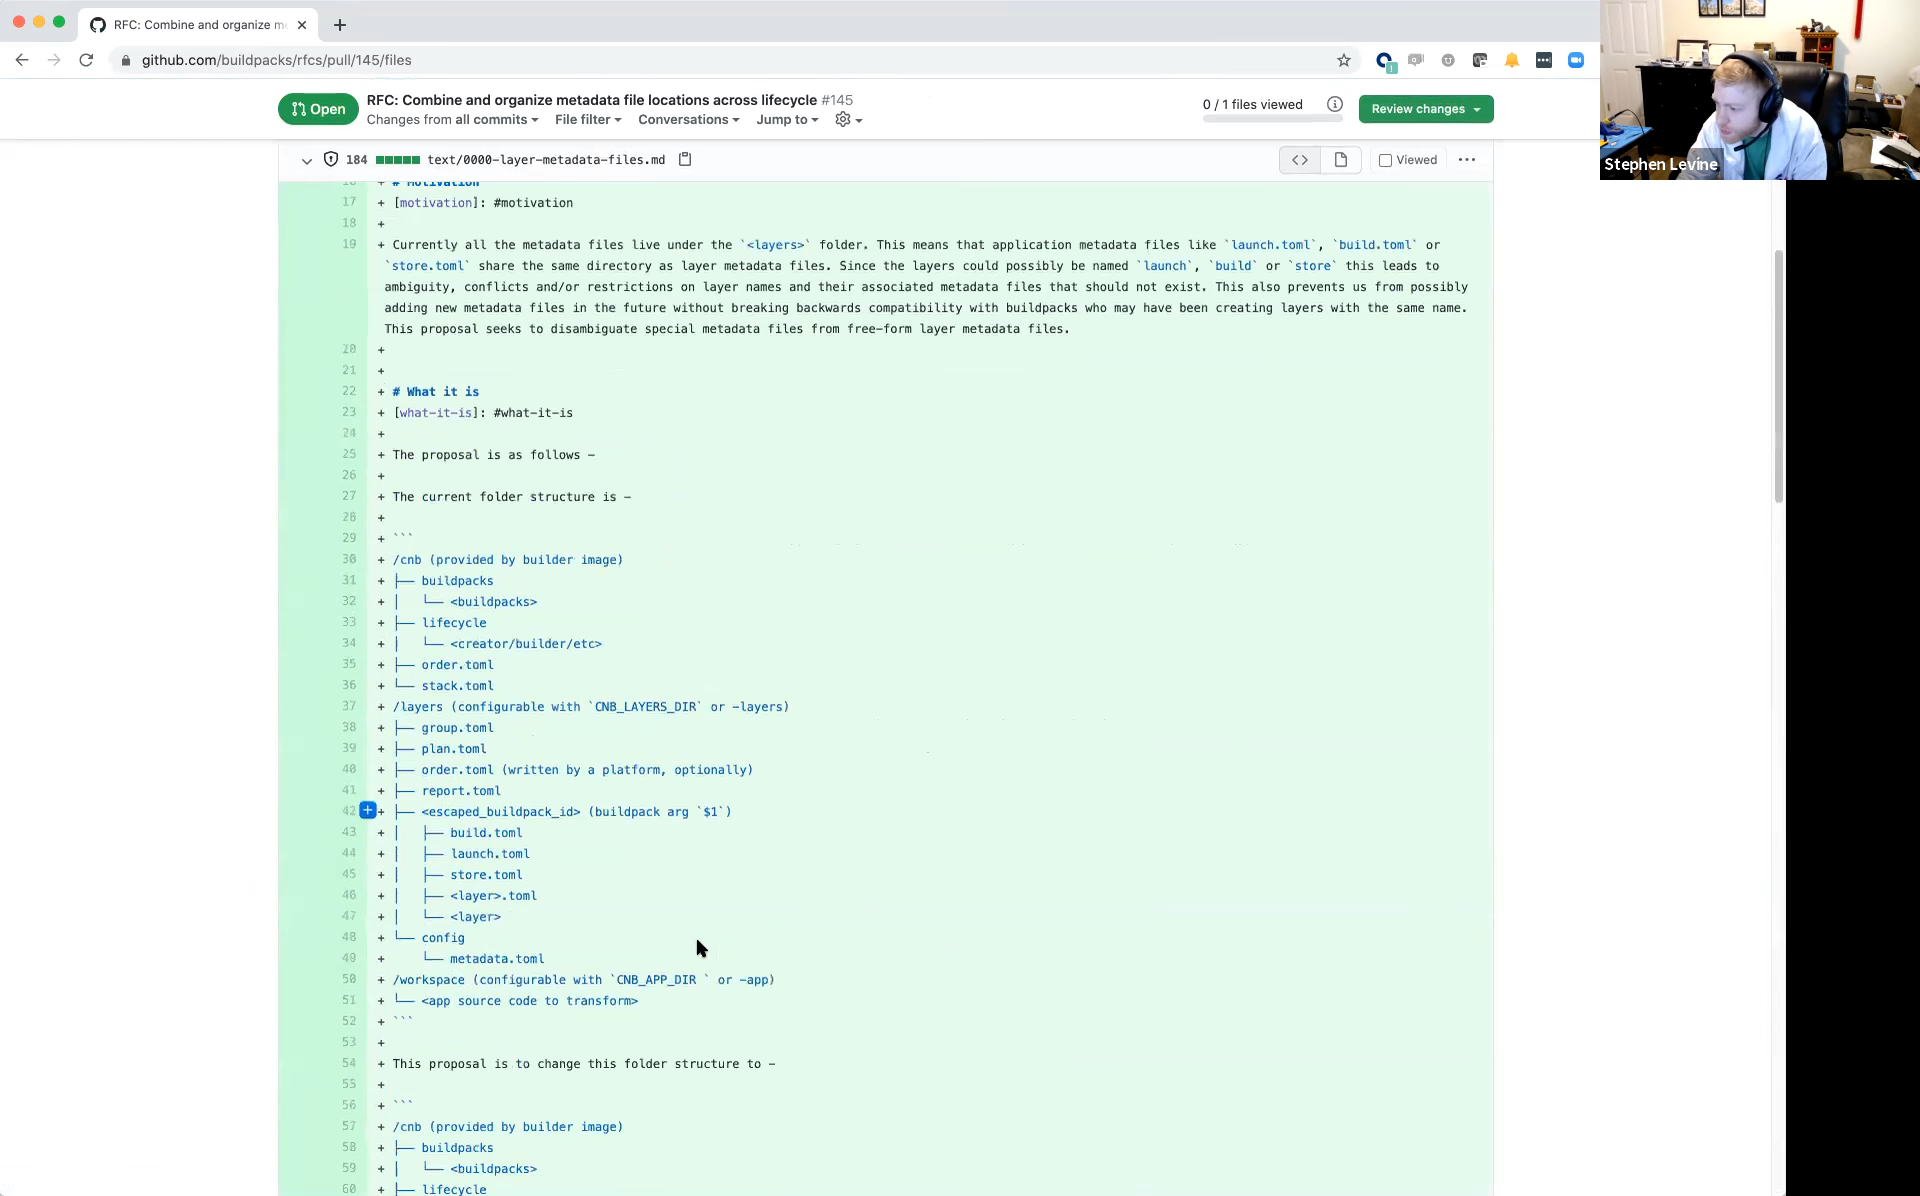 RFC: Combine and organize me
github.com/buildpacks/rfcs/pull/145/files
Stephen Levine
Open
RFC: Combine and organize metadata file locations across lifecycle #145
Changes from all commits
File filter
Conversations
Jump to
0 / 1 files viewed
Review changes
184
text/0000-layer-metadata-files.md
Viewed
16 + # Motivation
17 + [motivation]: #motivation
18 +
19 + Currently all the metadata files live under the `<layers>` folder. This means that application metadata files like `launch.toml`, `build.toml` or
`store.toml` share the same directory as layer metadata files. Since the layers could possibly be named `launch`, `build` or `store` this leads to
ambiguity, conflicts and/or restrictions on layer names and their associated metadata files that should not exist. This also prevents us from possibly
adding new metadata files in the future without breaking backwards compatibility with buildpacks who may have been creating layers with the same name.
This proposal seeks to disambiguate special metadata files from free-form layer metadata files.
20 +
21 +
22 + # What it is
23 + [what-it-is]: #what-it-is
24 +
25 + The proposal is as follows -
26 +
27 + The current folder structure is -
28 +
29 + ```
30 + /cnb (provided by builder image)
31 + ├── buildpacks
32 + │   └── <buildpacks>
33 + ├── lifecycle
34 + │   └── <creator/builder/etc>
35 + ├── order.toml
36 + └── stack.toml
37 + /layers (configurable with `CNB_LAYERS_DIR` or -layers)
38 + ├── group.toml
39 + ├── plan.toml
40 + ├── order.toml (written by a platform, optionally)
41 + ├── report.toml
42 + ├── <escaped_buildpack_id> (buildpack arg `$1`)
43 + │   ├── build.toml
44 + │   ├── launch.toml
45 + │   ├── store.toml
46 + │   ├── <layer>.toml
47 + │   └── <layer>
48 + └── config
49 +     └── metadata.toml
50 + /workspace (configurable with `CNB_APP_DIR ` or -app)
51 + └── <app source code to transform>
52 + ```
53 +
54 + This proposal is to change this folder structure to -
55 +
56 + ```
57 + /cnb (provided by builder image)
58 + ├── buildpacks
59 + │   └── <buildpacks>
60 + ├── lifecycle